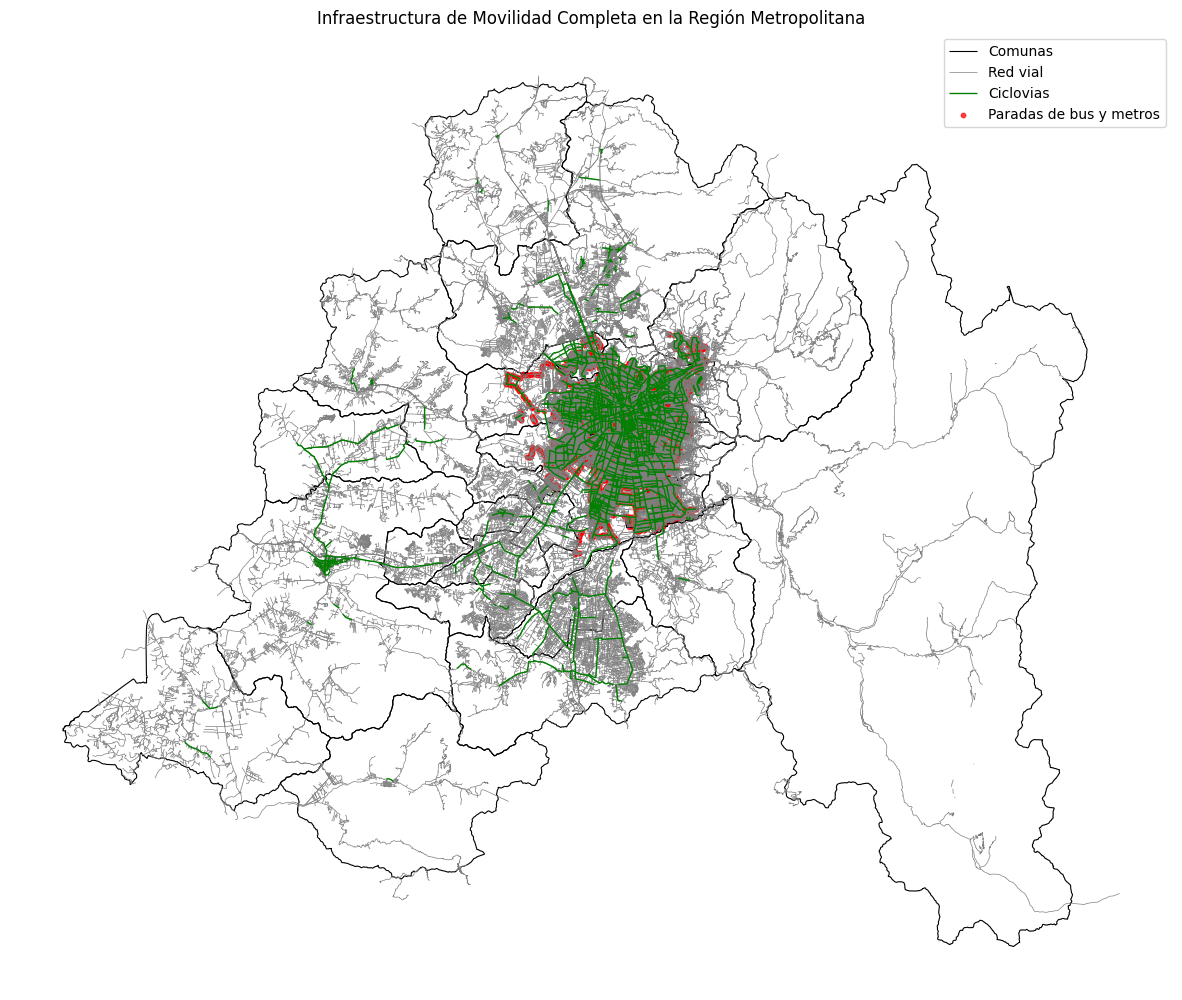 Infraestructura de Movilidad Completa en la Región Metropolitana
Comunas
Red vial
Ciclovias
Paradas de bus y metros